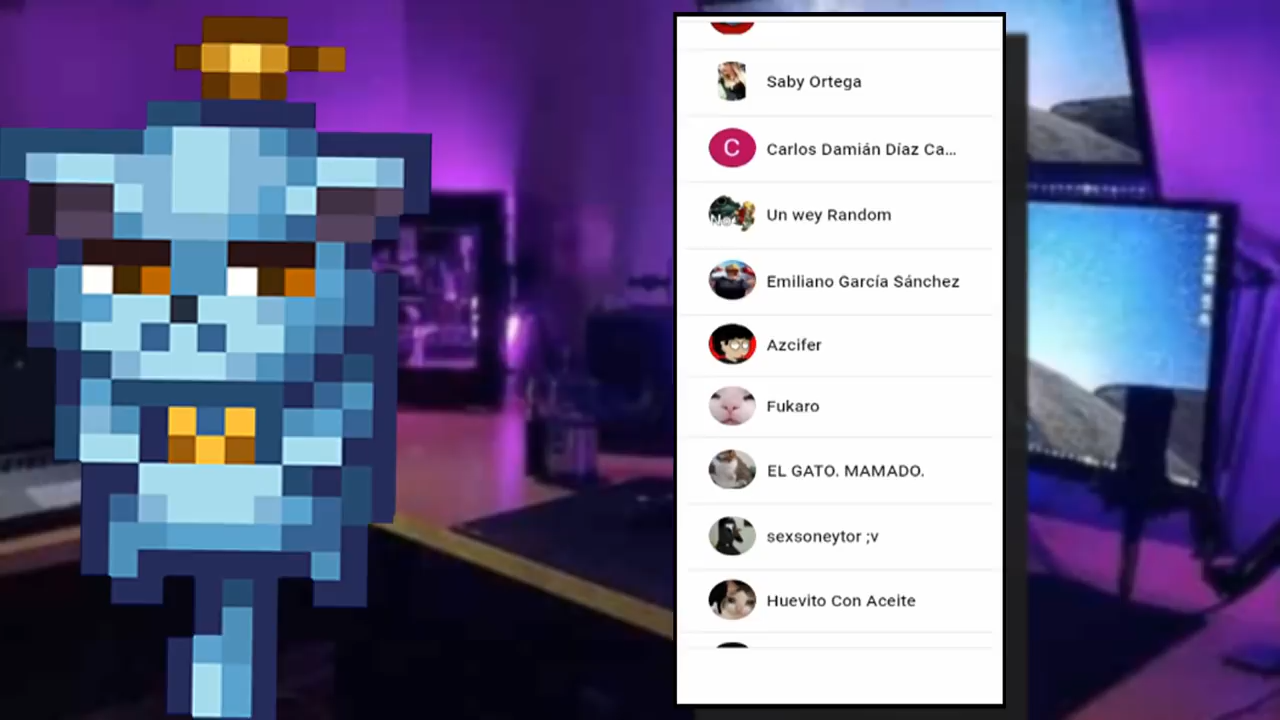 Saby Ortega
C
Carlos Damián Díaz Ca...
No!
Un wey Random
Emiliano García Sánchez
Azcifer
Fukaro
EL GATO. MAMADO.
sexsoneytor ;v
Huevito Con Aceite